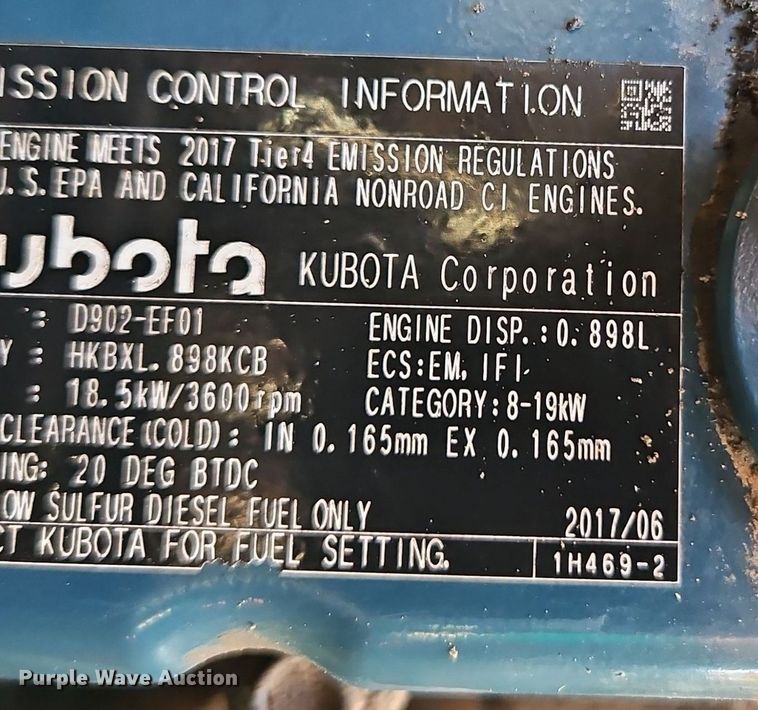 ISSION CONTROL INFORMATION
ENGINE MEETS 2017 Tier4 EMISSION REGULATIONS
U.S.EPA AND CALIFORNIA NONROAD CI ENGINES.
ubota KUBOTA Corporation
: D902-EF01 ENGINE DISP.:0.898L
Y : HKBXL.898KCB ECS:EM, IFI
: 18.5kW/3600rpm CATEGORY:8-19kW
CLEARANCE(COLD): IN 0.165mm EX 0.165mm
ING: 20 DEG BTDC
OW SULFUR DIESEL FUEL ONLY 2017/06
CT KUBOTA FOR FUEL SETTING. 1H469-2
Purple Wave Auction